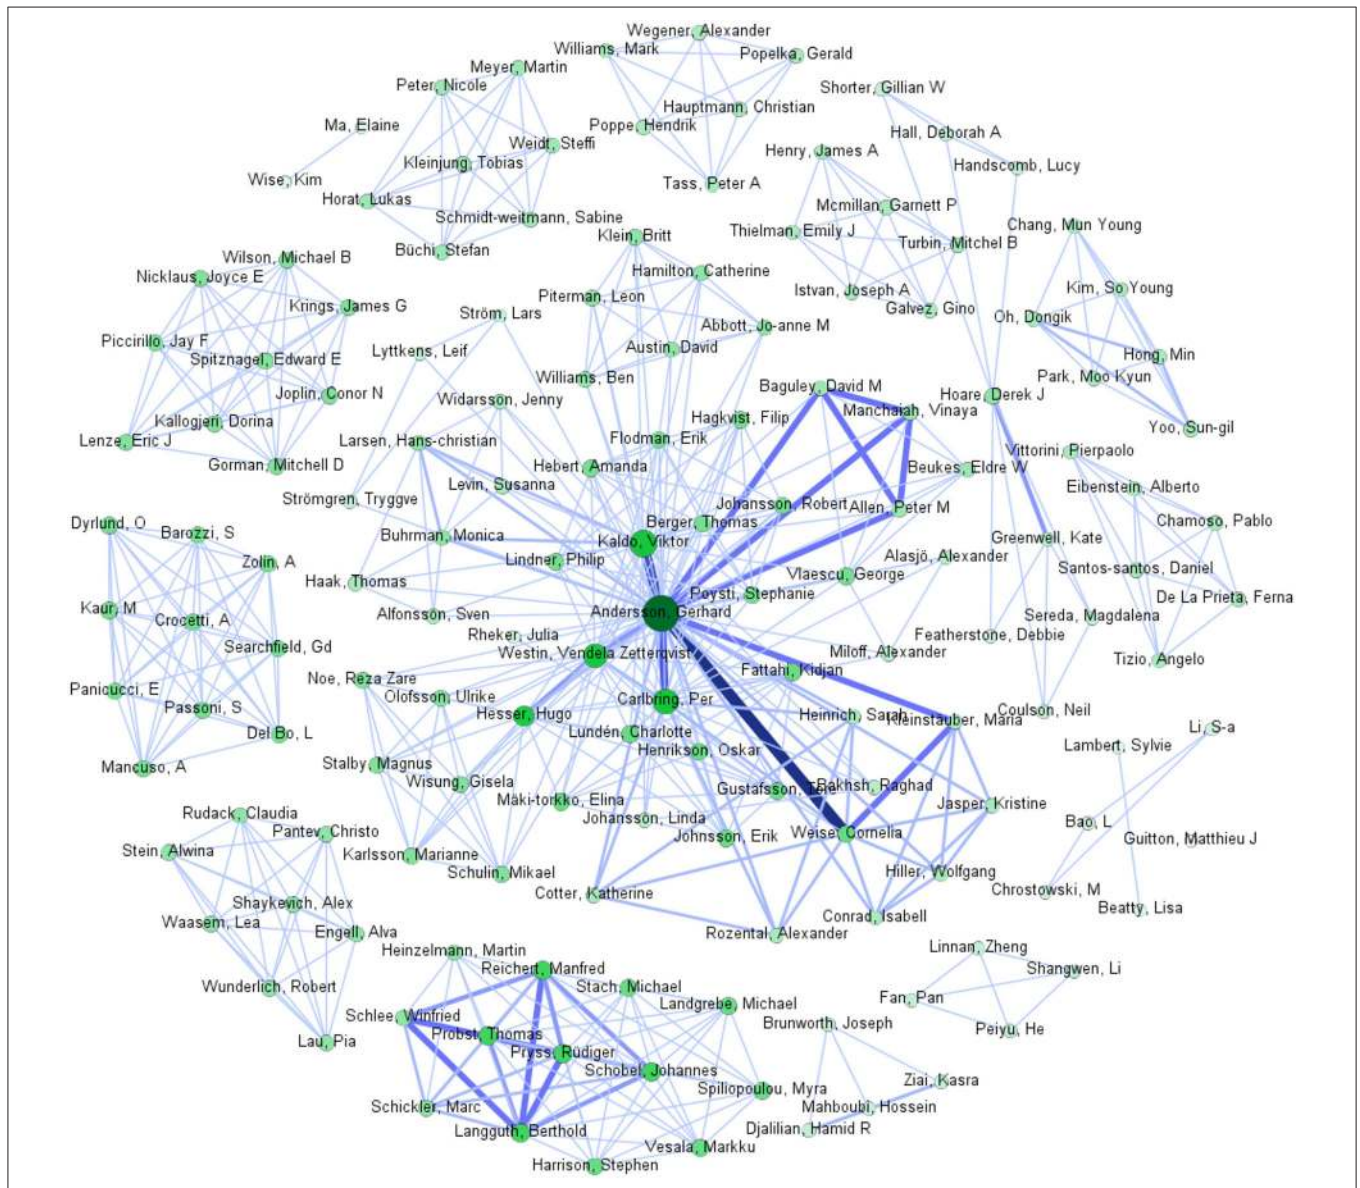 Wegener, Alexander
Williams, Mark
Popelka, Gerald
Meyer, Martin
Peter, Nicole
Shorter, Gillian W
Hauptmann, Christian
Ma, Elaine
Poppe, Hendrik
Hall, Deborah A
Weidt, Steffi
Henry, James A
Kleinjung, Tobias
Handscomb, Lucy
Wise, Kim
Tass, Peter A
Horat, Lukas
Mcmillan, Garnett P
Schmidt-weitmann, Sabine
Chang, Mun Young
Klein, Britt
Thielman, Emily J
Turbin, Mitchel B
Büchi, Stefan
Wilson, Michael B
Hamilton, Catherine
Nicklaus, Joyce E
Kim, So Young
Piterman, Leon
Istvan, Joseph A
Krings, James G
Galvez, Gino
Oh, Dongik
Ström, Lars
Abbott, Jo-anne M
Piccirillo, Jay F
Austin, David
Lyttkens, Leif
Hong, Min
Spitznagel, Edward E
Williams, Ben
Park, Moo Kyun
Baguley, David M
Joplin, Conor N
Hoare, Derek J
Widarsson, Jenny
Manchaiah, Vinaya
Kallogjeri, Dorina
Hagkvist, Filip
Yoo, Sun-gil
Lenze, Eric J
Larsen, Hans-christian
Flodman, Erik
Vittorini, Pierpaolo
Gorman, Mitchell D
Hebert, Amanda
Beukes, Eldre W
Levin, Susanna
Eibenstein, Alberto
Strömgren, Tryggve
Johansson, Robert
Allen, Peter M
Dyrlund, O
Barozzi, S
Berger, Thomas
Chamoso, Pablo
Buhrman, Monica
Kaldo, Viktor
Greenwell, Kate
Zolin, A
Lindner, Philip
Alasjö, Alexander
Santos-santos, Daniel
Haak, Thomas
Vlaescu, George
Poysti, Stephanie
De La Prieta, Ferna
Kaur, M
Andersson, Gerhard
Crocetti, A
Alfonsson, Sven
Sereda, Magdalena
Rheker, Julia
Featherstone, Debbie
Searchfield, Gd
Westin, Vendela Zetterqvist
Miloff, Alexander
Tizio, Angelo
Noe, Reza Zare
Fattahi, Kidjan
Panicucci, E
Olofsson, Ulrike
Carlbring, Per
Passoni, S
Hesser, Hugo
Heinrich, Sarah
Kleinstauber, Maria
Coulson, Neil
Del Bo, L
Lundén, Charlotte
Li, S-a
Henrikson, Oskar
Lambert, Sylvie
Mancuso, A
Stalby, Magnus
Wisung, Gisela
Bakhsh, Raghad
Gustafsson, Tore
Maki-torkko, Elina
Jasper, Kristine
Rudack, Claudia
Johansson, Linda
Bao, L
Pantev, Christo
Johnsson, Erik
Weise, Cornelia
Guitton, Matthieu J
Stein, Alwina
Karlsson, Marianne
Schulin, Mikael
Hiller, Wolfgang
Cotter, Katherine
Chrostowski, M
Shaykevich, Alex
Waasem, Lea
Conrad, Isabell
Beatty, Lisa
Engell, Alva
Rozental, Alexander
Heinzelmann, Martin
Linnan, Zheng
Reichert, Manfred
Shangwen, Li
Wunderlich, Robert
Stach, Michael
Landgrebe, Michael
Fan, Pan
Schlee, Winfried
Brunworth, Joseph
Probst, Thomas
Peiyu, He
Lau, Pia
Pryss, Rüdiger
Schobel, Johannes
Spiliopoulou, Myra
Ziai, Kasra
Schickler, Marc
Mahboubi, Hossein
Langguth, Berthold
Djalilian, Hamid R
Vesala, Markku
Harrison, Stephen